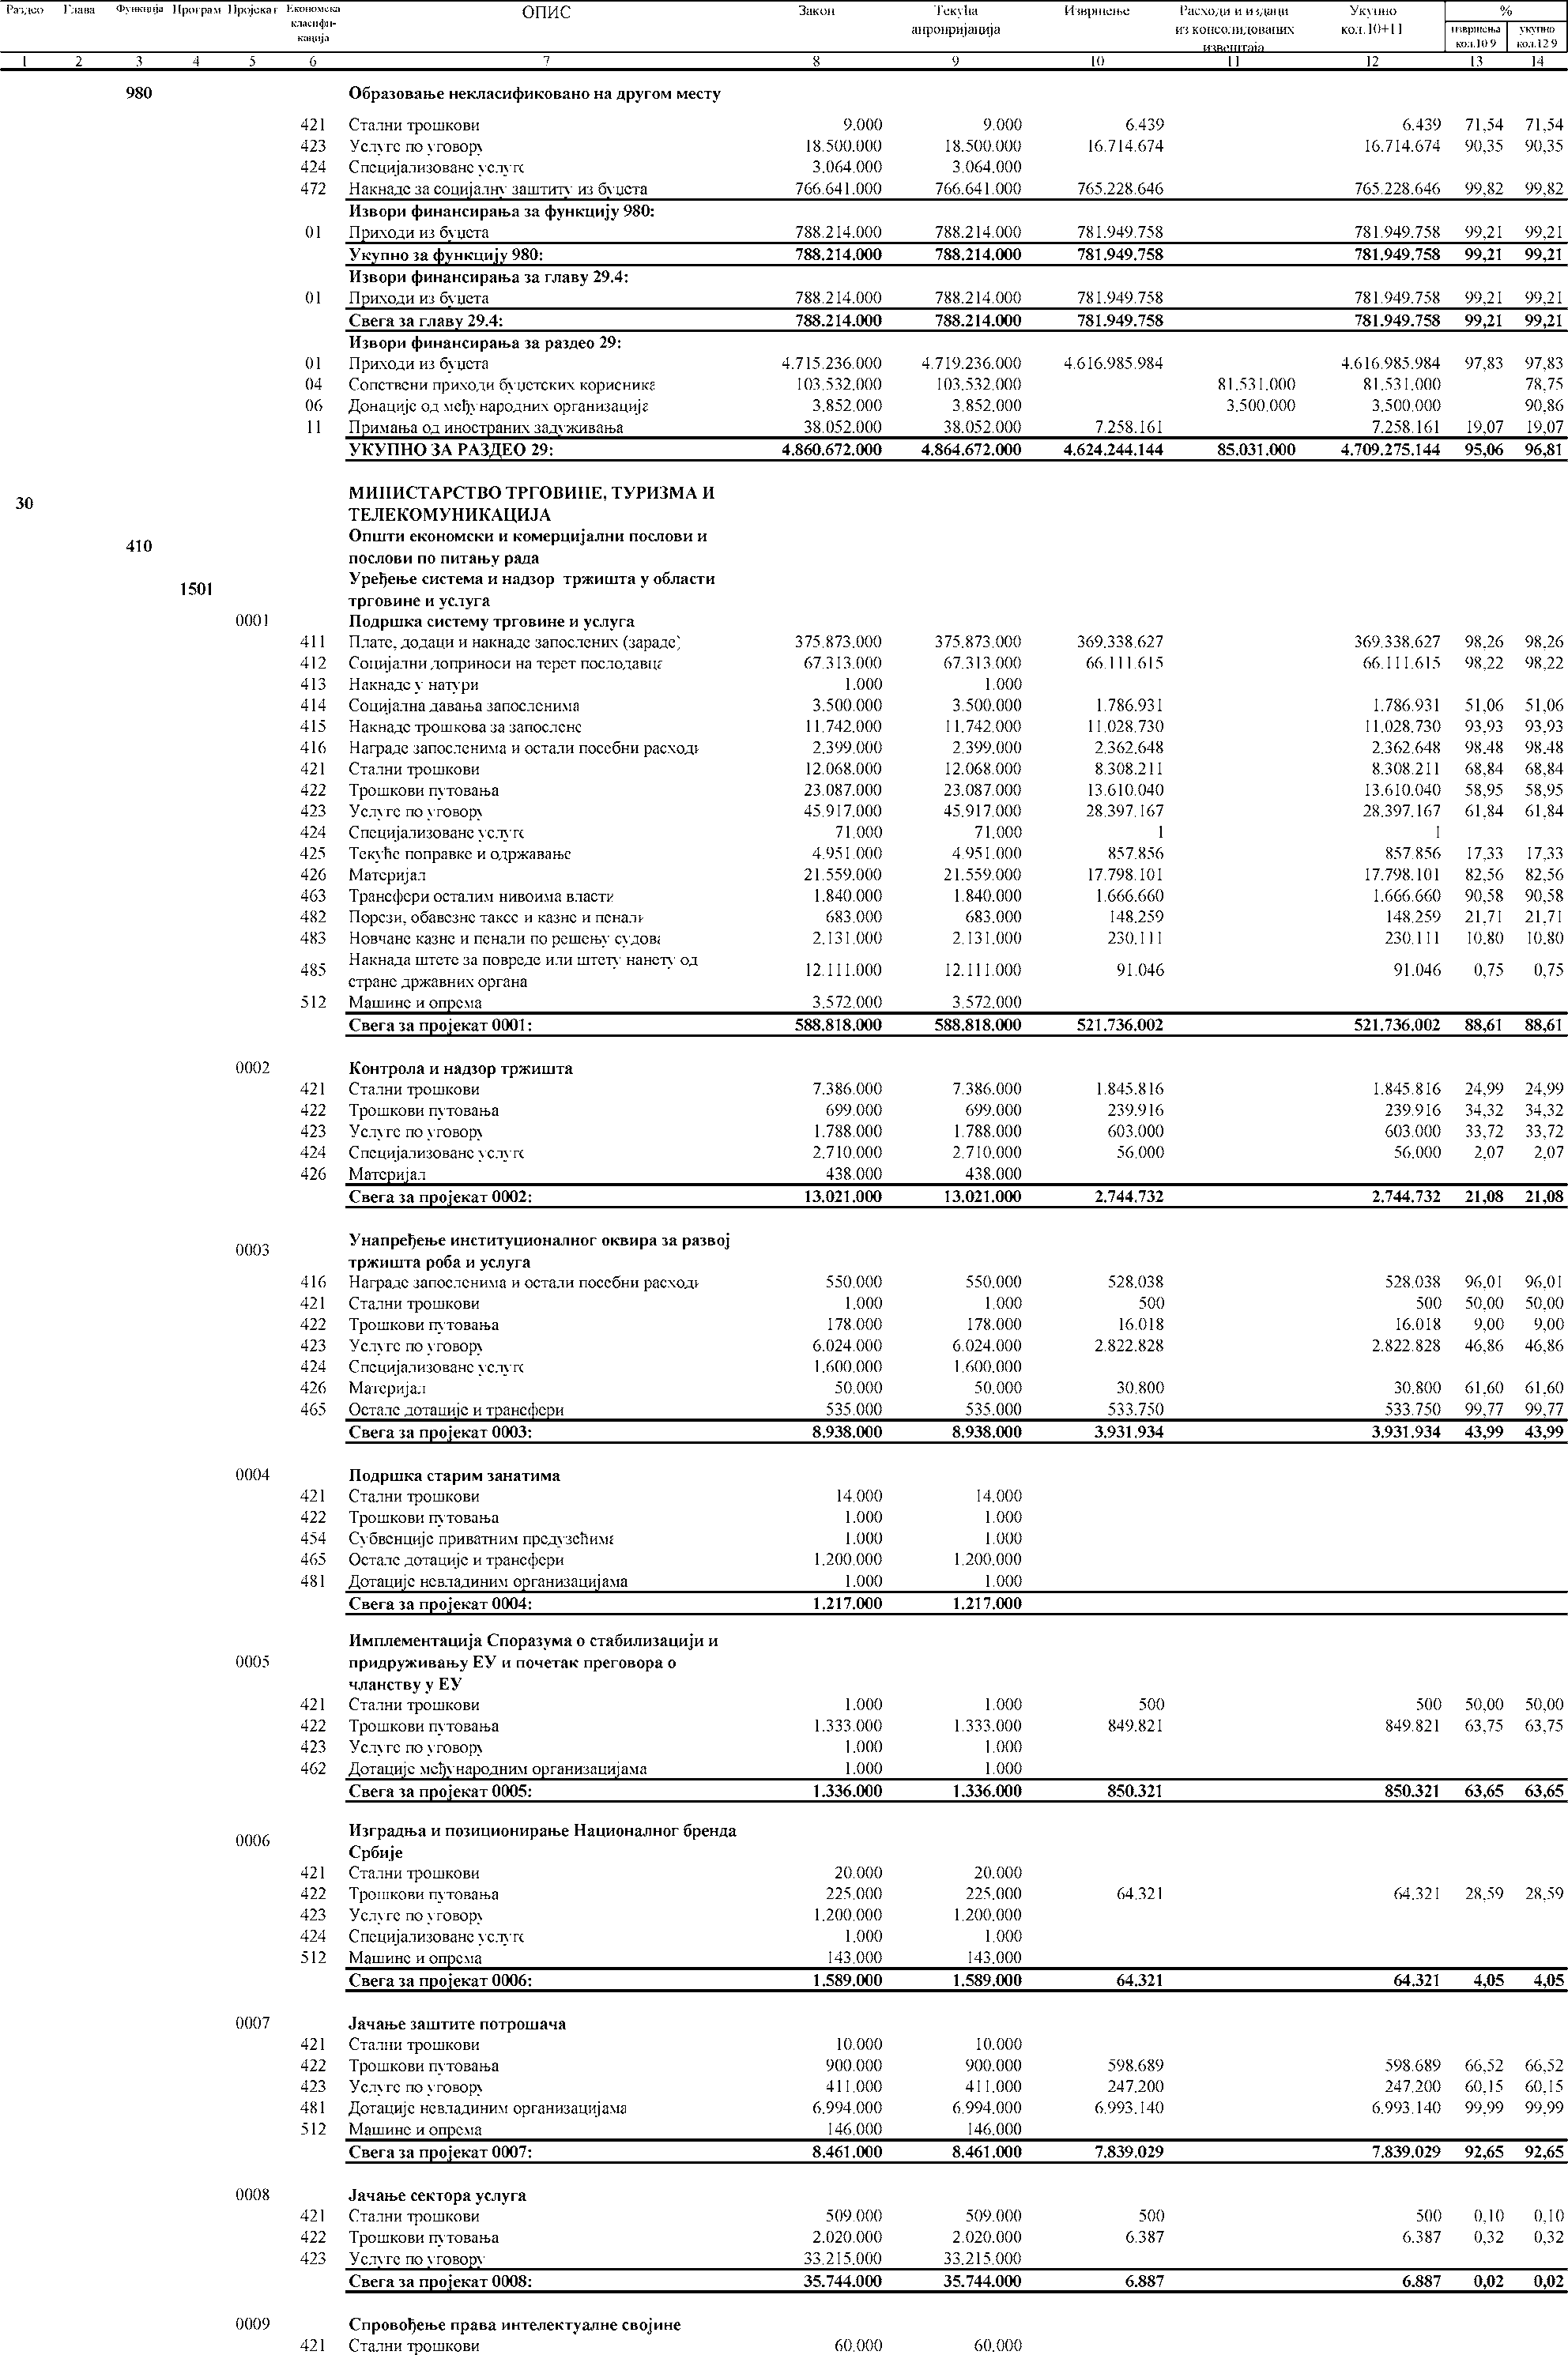 Раздео Глава Функција Програм Пројекат Економска класифи-кација ОПИС Закон Текућа апропријација Извршење Расходи и издаци из консолидованих извештаја Укупно кол.10+11 % извршења кол.10 9 укупно кол.12 9
1 2 3 4 5 6 7 8 9 10 11 12 13 14
980 Образовање некласификовано на другом месту
421 Стални трошкови 9.000 9.000 6.439 6.439 71,54 71,54
423 Услуге по уговору 18.500.000 18.500.000 16.714.674 16.714.674 90,35 90,35
424 Специјализоване услуге 3.064.000 3.064.000
472 Накнаде за социјалну заштиту из буџета 766.641.000 766.641.000 765.228.646 765.228.646 99,82 99,82
Извори финансирања за функцију 980:
01 Приходи из буџета 788.214.000 788.214.000 781.949.758 781.949.758 99,21 99,21
Укупно за функцију 980: 788.214.000 788.214.000 781.949.758 781.949.758 99,21 99,21
Извори финансирања за главу 29.4:
01 Приходи из буџета 788.214.000 788.214.000 781.949.758 781.949.758 99,21 99,21
Свега за главу 29.4: 788.214.000 788.214.000 781.949.758 781.949.758 99,21 99,21
Извори финансирања за раздео 29:
01 Приходи из буџета 4.715.236.000 4.719.236.000 4.616.985.984 4.616.985.984 97,83 97,83
04 Сопствени приходи буџетских корисника 103.532.000 103.532.000 81.531.000 81.531.000 78,75
06 Донације од међународних организација 3.852.000 3.852.000 3.500.000 3.500.000 90,86
11 Примања од иностраних задуживања 38.052.000 38.052.000 7.258.161 7.258.161 19,07 19,07
УКУПНО ЗА РАЗДЕО 29: 4.860.672.000 4.864.672.000 4.624.244.144 85.031.000 4.709.275.144 95,06 96,81
30 МИНИСТАРСТВО ТРГОВИНЕ, ТУРИЗМА И
ТЕЛЕКОМУНИКАЦИЈА
410 Општи економски и комерцијални послови и
послови по питању рада
1501 Уређење система и надзор тржишта у области
трговине и услуга
0001 Подршка систему трговине и услуга
411 Плате, додаци и накнаде запослених (зараде) 375.873.000 375.873.000 369.338.627 369.338.627 98,26 98,26
412 Социјални доприноси на терет послодавца 67.313.000 67.313.000 66.111.615 66.111.615 98,22 98,22
413 Накнаде у натури 1.000 1.000
414 Социјална давања запосленима 3.500.000 3.500.000 1.786.931 1.786.931 51,06 51,06
415 Накнаде трошкова за запослене 11.742.000 11.742.000 11.028.730 11.028.730 93,93 93,93
416 Награде запосленима и остали посебни расходи 2.399.000 2.399.000 2.362.648 2.362.648 98,48 98,48
421 Стални трошкови 12.068.000 12.068.000 8.308.211 8.308.211 68,84 68,84
422 Трошкови путовања 23.087.000 23.087.000 13.610.040 13.610.040 58,95 58,95
423 Услуге по уговору 45.917.000 45.917.000 28.397.167 28.397.167 61,84 61,84
424 Специјализоване услуге 71.000 71.000 1 1
425 Текуће поправке и одржавање 4.951.000 4.951.000 857.856 857.856 17,33 17,33
426 Материјал 21.559.000 21.559.000 17.798.101 17.798.101 82,56 82,56
463 Трансфери осталим нивоима власти 1.840.000 1.840.000 1.666.660 1.666.660 90,58 90,58
482 Порези, обавезне таксе и казне и пенали 683.000 683.000 148.259 148.259 21,71 21,71
483 Новчане казне и пенали по решењу судова 2.131.000 2.131.000 230.111 230.111 10,80 10,80
485 Накнада штете за повреде или штету нанету од
стране државних органа 12.111.000 12.111.000 91.046 91.046 0,75 0,75
512 Машине и опрема 3.572.000 3.572.000
Свега за пројекат 0001: 588.818.000 588.818.000 521.736.002 521.736.002 88,61 88,61
0002 Контрола и надзор тржишта
421 Стални трошкови 7.386.000 7.386.000 1.845.816 1.845.816 24,99 24,99
422 Трошкови путовања 699.000 699.000 239.916 239.916 34,32 34,32
423 Услуге по уговору 1.788.000 1.788.000 603.000 603.000 33,72 33,72
424 Специјализоване услуге 2.710.000 2.710.000 56.000 56.000 2,07 2,07
426 Материјал 438.000 438.000
Свега за пројекат 0002: 13.021.000 13.021.000 2.744.732 2.744.732 21,08 21,08
0003 Унапређење институционалног оквира за развој
тржишта роба и услуга
416 Награде запосленима и остали посебни расходи 550.000 550.000 528.038 528.038 96,01 96,01
421 Стални трошкови 1.000 1.000 500 500 50,00 50,00
422 Трошкови путовања 178.000 178.000 16.018 16.018 9,00 9,00
423 Услуге по уговору 6.024.000 6.024.000 2.822.828 2.822.828 46,86 46,86
424 Специјализоване услуге 1.600.000 1.600.000
426 Материјал 50.000 50.000 30.800 30.800 61,60 61,60
465 Остале дотације и трансфери 535.000 535.000 533.750 533.750 99,77 99,77
Свега за пројекат 0003: 8.938.000 8.938.000 3.931.934 3.931.934 43,99 43,99
0004 Подршка старим занатима
421 Стални трошкови 14.000 14.000
422 Трошкови путовања 1.000 1.000
454 Субвенције приватним предузећима 1.000 1.000
465 Остале дотације и трансфери 1.200.000 1.200.000
481 Дотације невладиним организацијама 1.000 1.000
Свега за пројекат 0004: 1.217.000 1.217.000
0005 Имплементација Споразума о стабилизацији и
придруживању ЕУ и почетак преговора о
чланству у ЕУ
421 Стални трошкови 1.000 1.000 500 500 50,00 50,00
422 Трошкови путовања 1.333.000 1.333.000 849.821 849.821 63,75 63,75
423 Услуге по уговору 1.000 1.000
462 Дотације међународним организацијама 1.000 1.000
Свега за пројекат 0005: 1.336.000 1.336.000 850.321 850.321 63,65 63,65
0006 Изградња и позиционирање Националног бренда
Србије
421 Стални трошкови 20.000 20.000
422 Трошкови путовања 225.000 225.000 64.321 64.321 28,59 28,59
423 Услуге по уговору 1.200.000 1.200.000
424 Специјализоване услуге 1.000 1.000
512 Машине и опрема 143.000 143.000
Свега за пројекат 0006: 1.589.000 1.589.000 64.321 64.321 4,05 4,05
0007 Јачање заштите потрошача
421 Стални трошкови 10.000 10.000
422 Трошкови путовања 900.000 900.000 598.689 598.689 66,52 66,52
423 Услуге по уговору 411.000 411.000 247.200 247.200 60,15 60,15
481 Дотације невладиним организацијама 6.994.000 6.994.000 6.993.140 6.993.140 99,99 99,99
512 Машине и опрема 146.000 146.000
Свега за пројекат 0007: 8.461.000 8.461.000 7.839.029 7.839.029 92,65 92,65
0008 Јачање сектора услуга
421 Стални трошкови 509.000 509.000 500 500 0,10 0,10
422 Трошкови путовања 2.020.000 2.020.000 6.387 6.387 0,32 0,32
423 Услуге по уговору 33.215.000 33.215.000
Свега за пројекат 0008: 35.744.000 35.744.000 6.887 6.887 0,02 0,02
0009 Спровођење права интелектуалне својине
421 Стални трошкови 60.000 60.000